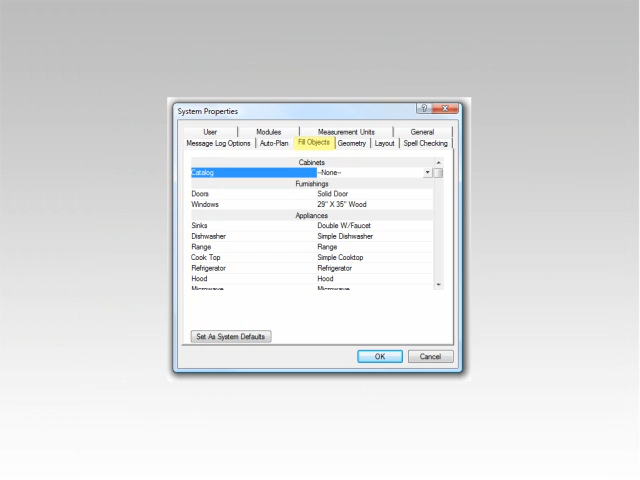 System Properties
User Modules Measurement Units General
Message Log Options Auto-Plan Fill Objects Geometry Layout Spell Checking
Cabinets
Catalog --None--
Furnishings
Doors Solid Door
Windows 29" X 35" Wood
Appliances
Sinks Double W/Faucet
Dishwasher Simple Dishwasher
Range Range
Cook Top Simple Cooktop
Refrigerator Refrigerator
Hood Hood
Microwave Microwave
Set As System Defaults
OK Cancel